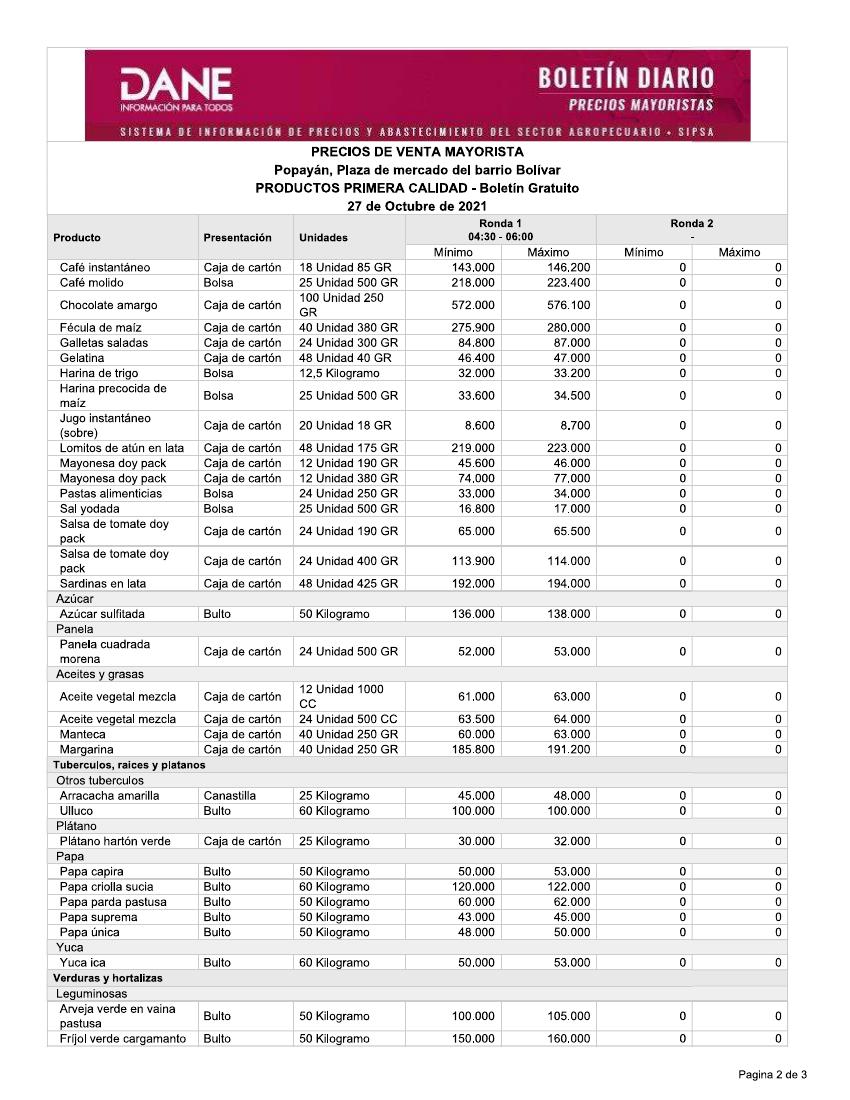 DANE
INFORMACIÓN PARA TODOS
BOLETÍN DIARIO
PRECIOS MAYORISTAS
SISTEMA DE INFORMACIÓN DE PRECIOS Y ABASTECIMIENTO DEL SECTOR AGROPECUARIO • SIPSA
PRECIOS DE VENTA MAYORISTA
Popayán, Plaza de mercado del barrio Bolívar
PRODUCTOS PRIMERA CALIDAD - Boletín Gratuito
27 de Octubre de 2021
Producto Presentación Unidades Ronda 1 Ronda 2
04:30 - 06:00 -
Mínimo Máximo Mínimo Máximo
Café instantáneo Caja de cartón 18 Unidad 85 GR 143.000 146.200 0 0
Café molido Bolsa 25 Unidad 500 GR 218.000 223.400 0 0
Chocolate amargo Caja de cartón 100 Unidad 250
GR 572.000 576.100 0 0
Fécula de maíz Caja de cartón 40 Unidad 380 GR 275.900 280.000 0 0
Galletas saladas Caja de cartón 24 Unidad 300 GR 84.800 87.000 0 0
Gelatina Caja de cartón 48 Unidad 40 GR 46.400 47.000 0 0
Harina de trigo Bolsa 12,5 Kilogramo 32.000 33.200 0 0
Harina precocida de
maíz Bolsa 25 Unidad 500 GR 33.600 34.500 0 0
Jugo instantáneo
(sobre) Caja de cartón 20 Unidad 18 GR 8.600 8.700 0 0
Lomitos de atún en lata Caja de cartón 48 Unidad 175 GR 219.000 223.000 0 0
Mayonesa doy pack Caja de cartón 12 Unidad 190 GR 45.600 46.000 0 0
Mayonesa doy pack Caja de cartón 12 Unidad 380 GR 74.000 77.000 0 0
Pastas alimenticias Bolsa 24 Unidad 250 GR 33.000 34.000 0 0
Sal yodada Bolsa 25 Unidad 500 GR 16.800 17.000 0 0
Salsa de tomate doy
pack Caja de cartón 24 Unidad 190 GR 65.000 65.500 0 0
Salsa de tomate doy
pack Caja de cartón 24 Unidad 400 GR 113.900 114.000 0 0
Sardinas en lata Caja de cartón 48 Unidad 425 GR 192.000 194.000 0 0
Azúcar
Azúcar sulfitada Bulto 50 Kilogramo 136.000 138.000 0 0
Panela
Panela cuadrada
morena Caja de cartón 24 Unidad 500 GR 52.000 53.000 0 0
Aceites y grasas
Aceite vegetal mezcla Caja de cartón 12 Unidad 1000
CC 61.000 63.000 0 0
Aceite vegetal mezcla Caja de cartón 24 Unidad 500 CC 63.500 64.000 0 0
Manteca Caja de cartón 40 Unidad 250 GR 60.000 63.000 0 0
Margarina Caja de cartón 40 Unidad 250 GR 185.800 191.200 0 0
Tuberculos, raices y platanos
Otros tuberculos
Arracacha amarilla Canastilla 25 Kilogramo 45.000 48.000 0 0
Ulluco Bulto 60 Kilogramo 100.000 100.000 0 0
Plátano
Plátano hartón verde Caja de cartón 25 Kilogramo 30.000 32.000 0 0
Papa
Papa capira Bulto 50 Kilogramo 50.000 53.000 0 0
Papa criolla sucia Bulto 60 Kilogramo 120.000 122.000 0 0
Papa parda pastusa Bulto 50 Kilogramo 60.000 62.000 0 0
Papa suprema Bulto 50 Kilogramo 43.000 45.000 0 0
Papa única Bulto 50 Kilogramo 48.000 50.000 0 0
Yuca
Yuca ica Bulto 60 Kilogramo 50.000 53.000 0 0
Verduras y hortalizas
Leguminosas
Arveja verde en vaina
pastusa Bulto 50 Kilogramo 100.000 105.000 0 0
Fríjol verde cargamanto Bulto 50 Kilogramo 150.000 160.000 0 0
Pagina 2 de 3